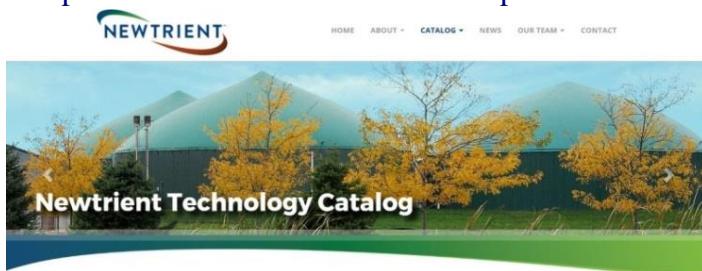 NEWTRIENT
HOME ABOUT CATALOG NEWS OUR TEAM CONTACT
Newtrient Technology Catalog